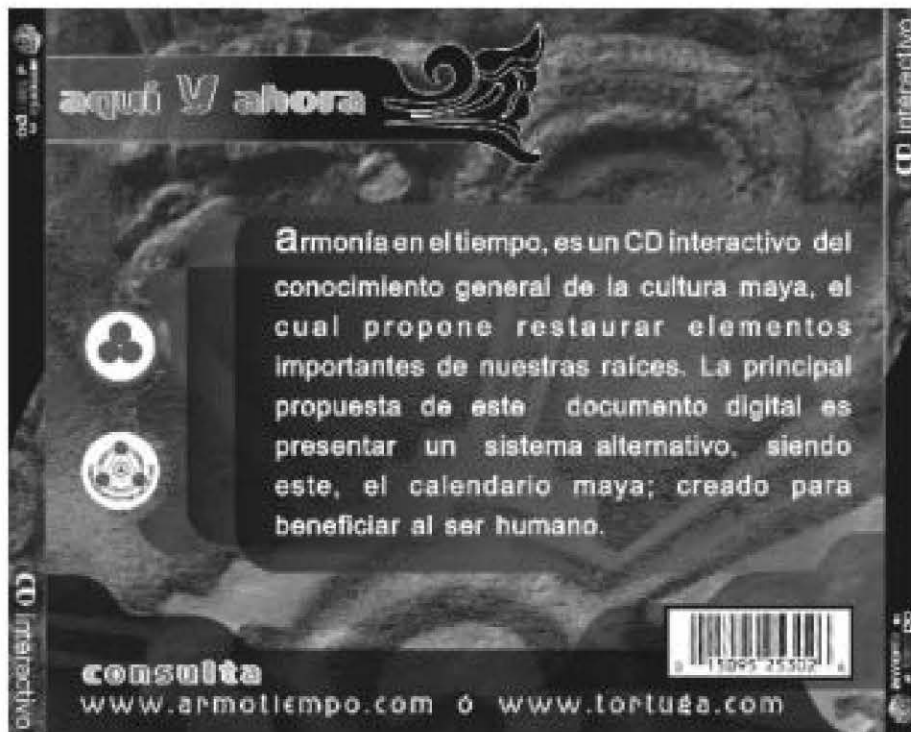 aquí y ahora
armonía en el tiempo, es un CD interactivo del
conocimiento general de la cultura maya, el
cual propone restaurar elementos
importantes de nuestras raíces. La principal
propuesta de este documento digital es
presentar un sistema alternativo, siendo
este, el calendario maya; creado para
beneficiar al ser humano.
consulta
www.armotiempo.com ó www.tortuga.com
CD interactivo
CD interactivo